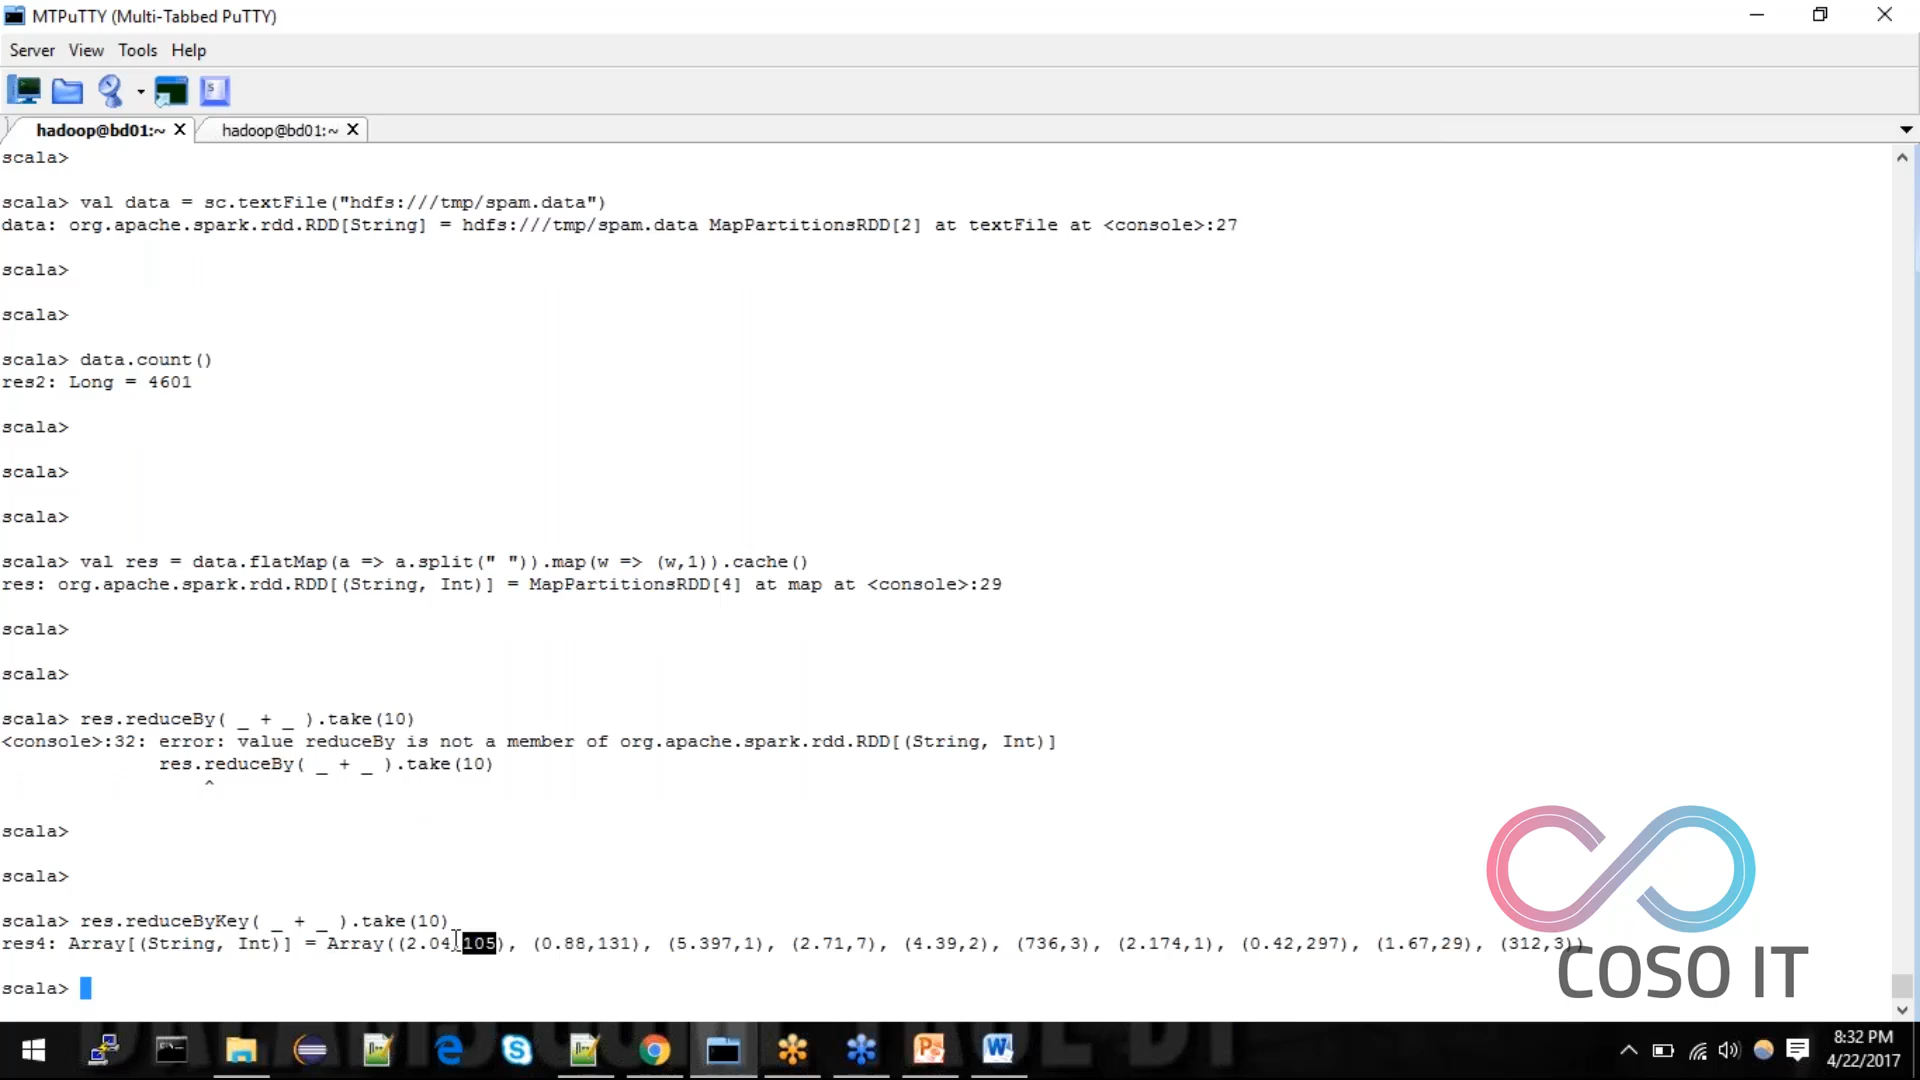 MTPuTTY (Multi-Tabbed PuTTY)
Server View Tools Help
hadoop@bd01:~ hadoop@bd01:~
scala>
scala> val data = sc.textFile("hdfs:///tmp/spam.data")
data: org.apache.spark.rdd.RDD[String] = hdfs:///tmp/spam.data MapPartitionsRDD[2] at textFile at <console>:27
scala>
scala>
scala> data.count()
res2: Long = 4601
scala>
scala>
scala>
scala> val res = data.flatMap(a => a.split(" ")).map(w => (w,1)).cache()
res: org.apache.spark.rdd.RDD[(String, Int)] = MapPartitionsRDD[4] at map at <console>:29
scala>
scala>
scala> res.reduceBy( _ + _ ).take(10)
<console>:32: error: value reduceBy is not a member of org.apache.spark.rdd.RDD[(String, Int)]
res.reduceBy( _ + _ ).take(10)
^
scala>
scala>
scala> res.reduceByKey( _ + _ ).take(10)
res4: Array[(String, Int)] = Array((2.04,105), (0.88,131), (5.397,1), (2.71,7), (4.39,2), (736,3), (2.174,1), (0.42,297), (1.67,29), (312,3))
scala>
COSO IT
8:32 PM
4/22/2017